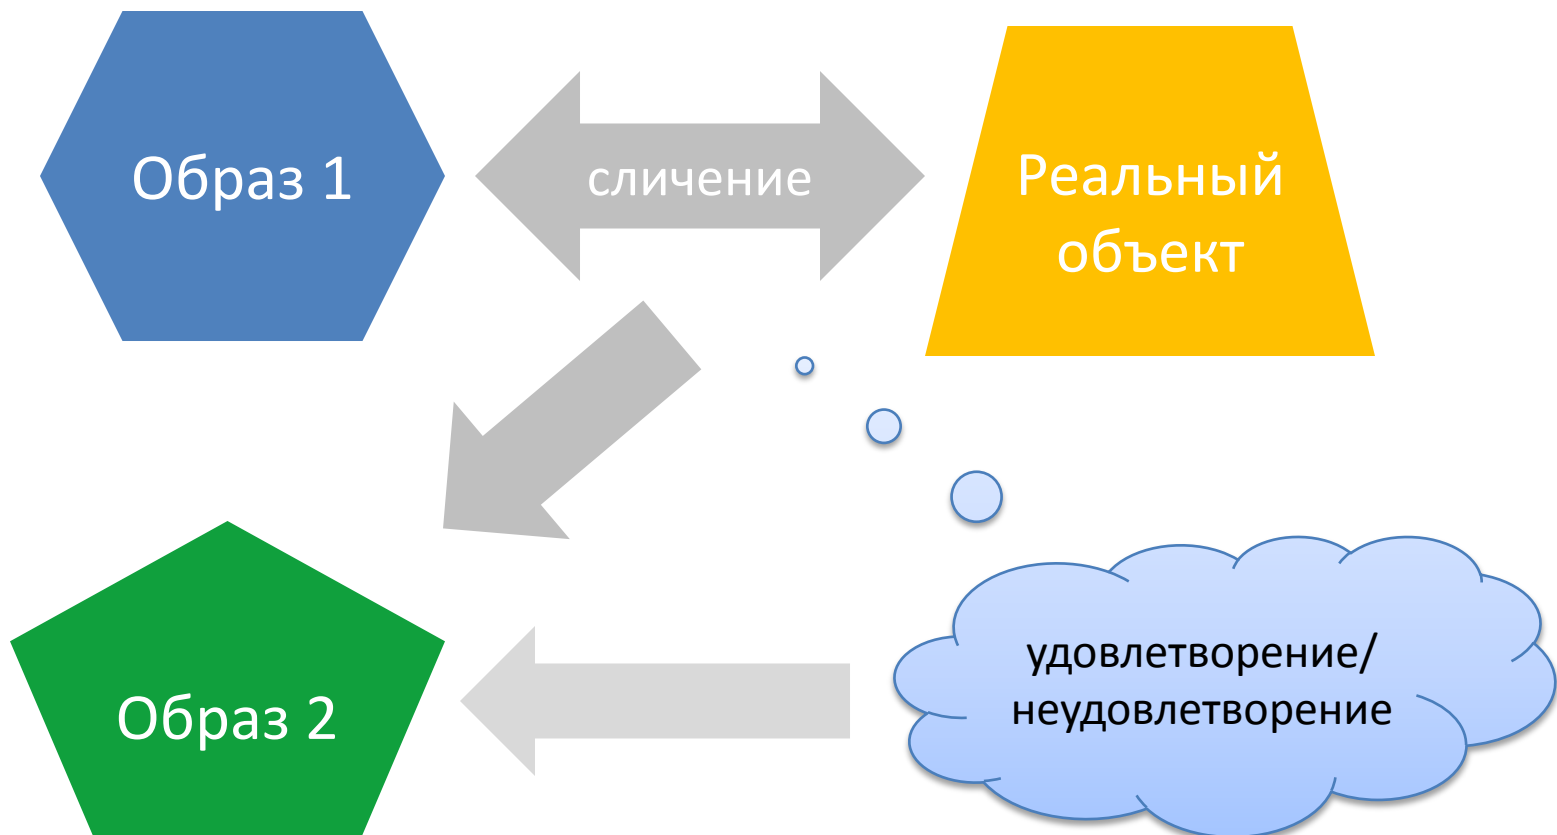 Образ 1
сличение
Реальный
объект
удовлетворение/
неудовлетворение
Образ 2